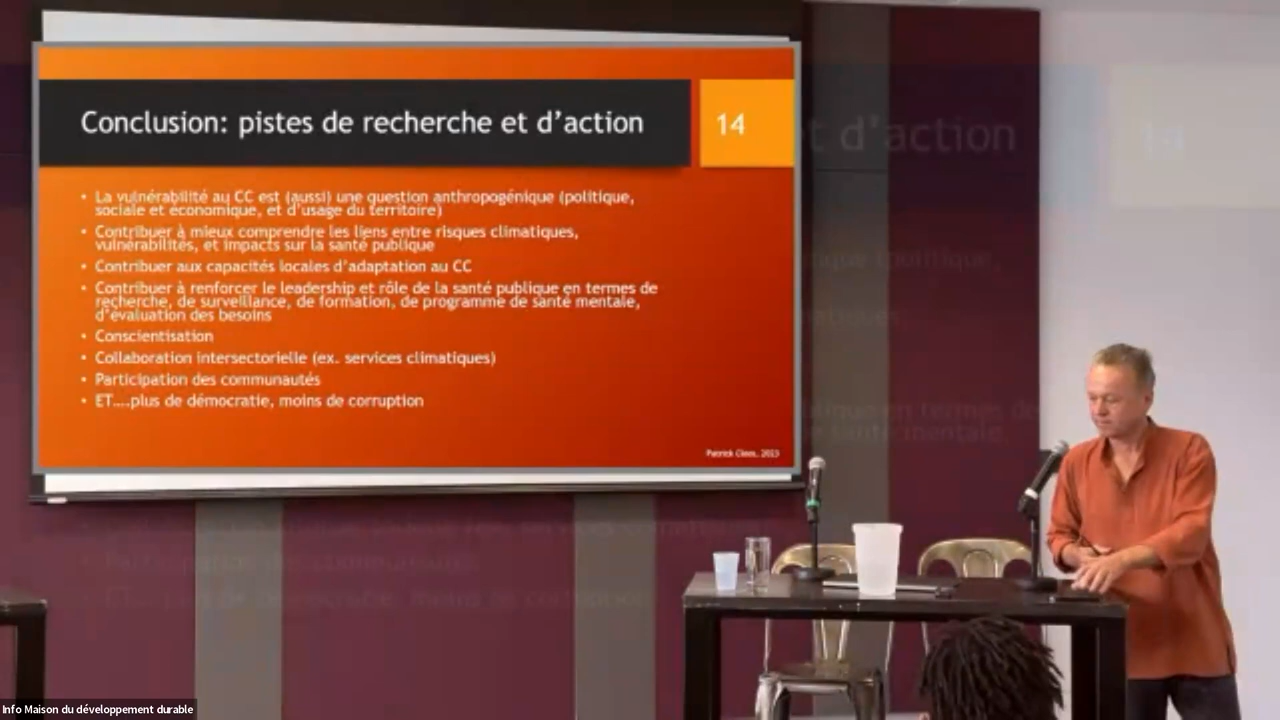 Conclusion: pistes de recherche et d'action
14
• La vulnérabilité au CC est (aussi) une question anthropogénique (politique,
sociale et économique, et d'usage du territoire)
• Contribuer à mieux comprendre les liens entre risques climatiques,
vulnérabilités, et impacts sur la santé publique
• Contribuer aux capacités locales d'adaptation au CC
• Contribuer à renforcer le leadership et rôle de la santé publique en termes de
recherche, de surveillance, de formation, de programme de santé mentale,
d'évaluation des besoins
• Conscientisation
• Collaboration intersectorielle (ex. services climatiques)
• Participation des communautés
• ET....plus de démocratie, moins de corruption
Patrick Cloos, 2023
t d'action
Info Maison du développement durable